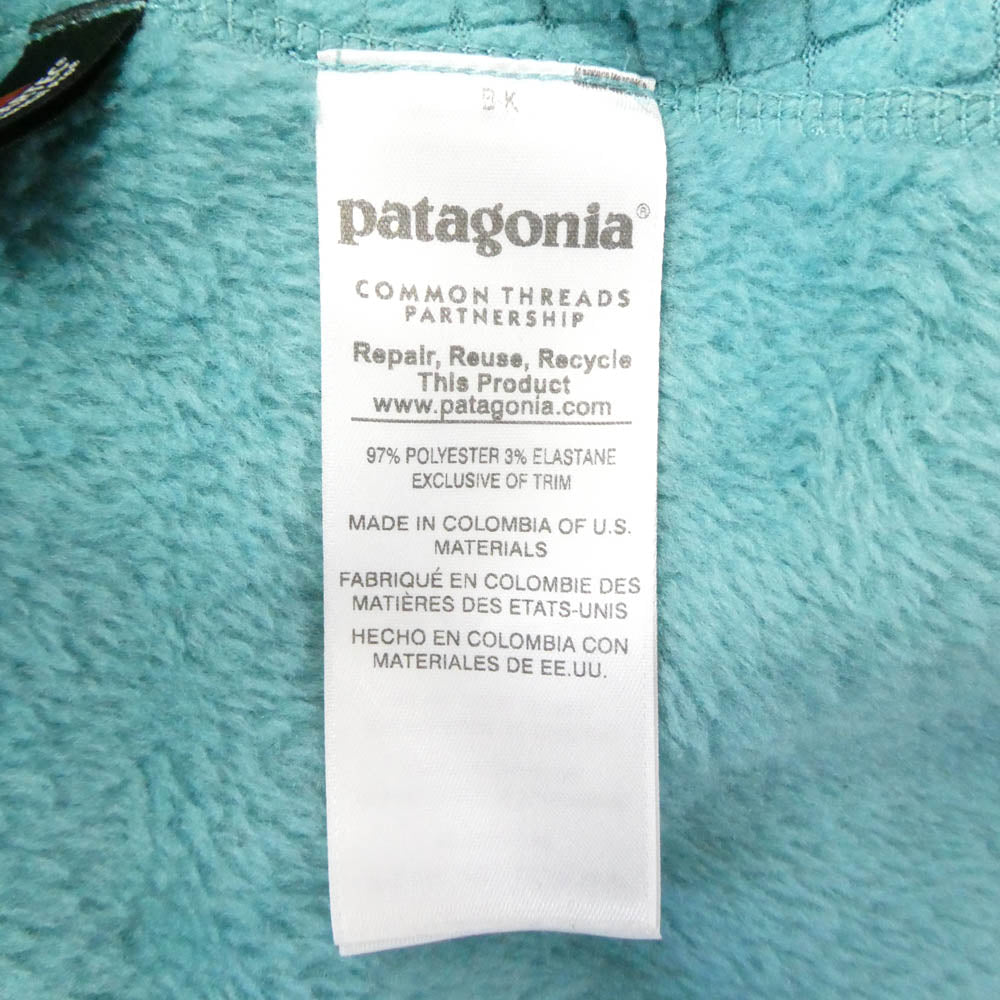 B-K
patagonia®
COMMON THREADS
PARTNERSHIP
Repair, Reuse, Recycle
This Product
www.patagonia.com
97% POLYESTER 3% ELASTANE
EXCLUSIVE OF TRIM
MADE IN COLOMBIA OF U.S.
MATERIALS
FABRIQUÉ EN COLOMBIE DES
MATIÈRES DES ETATS-UNIS
HECHO EN COLOMBIA CON
MATERIALES DE EE.UU.